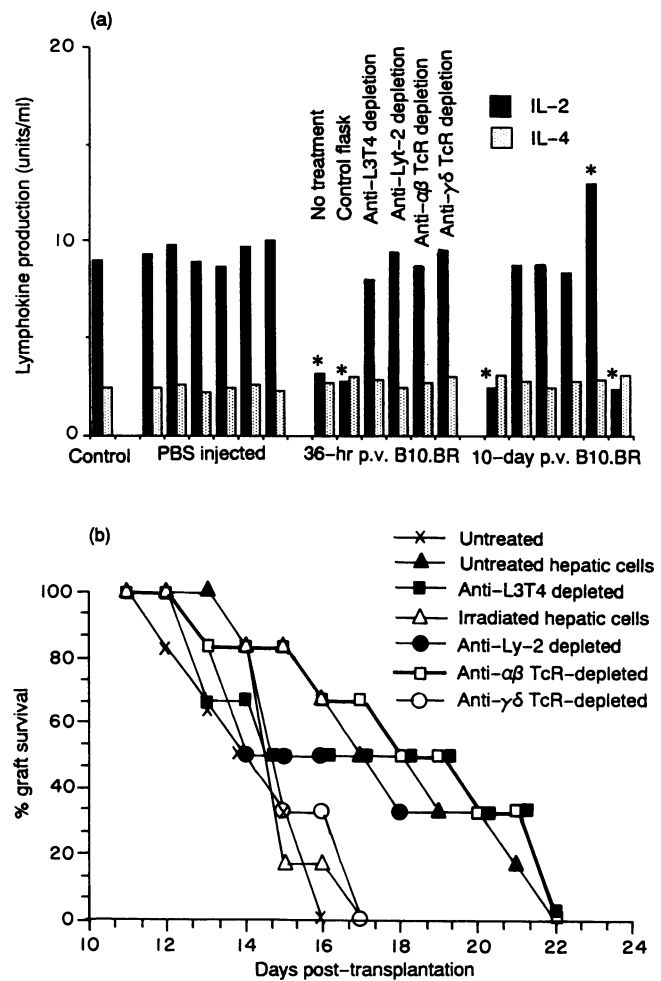 (a)
20
10
0
Lymphokine production (units/ml)
No treatment
Control flask
Anti-L3T4 depletion
Anti-Lyt-2 depletion
Anti-αβ TcR depletion
Anti-γδ TcR depletion
IL-2
IL-4
*
*
*
*
*
Control
PBS injected
36-hr p.v. B10.BR
10-day p.v. B10.BR
(b)
Untreated
Untreated hepatic cells
Anti-L3T4 depleted
Irradiated hepatic cells
Anti-Ly-2 depleted
Anti-αβ TcR-depleted
Anti-γδ TcR-depleted
100
80
60
40
20
0
% graft survival
10 12 14 16 18 20 22 24
Days post-transplantation